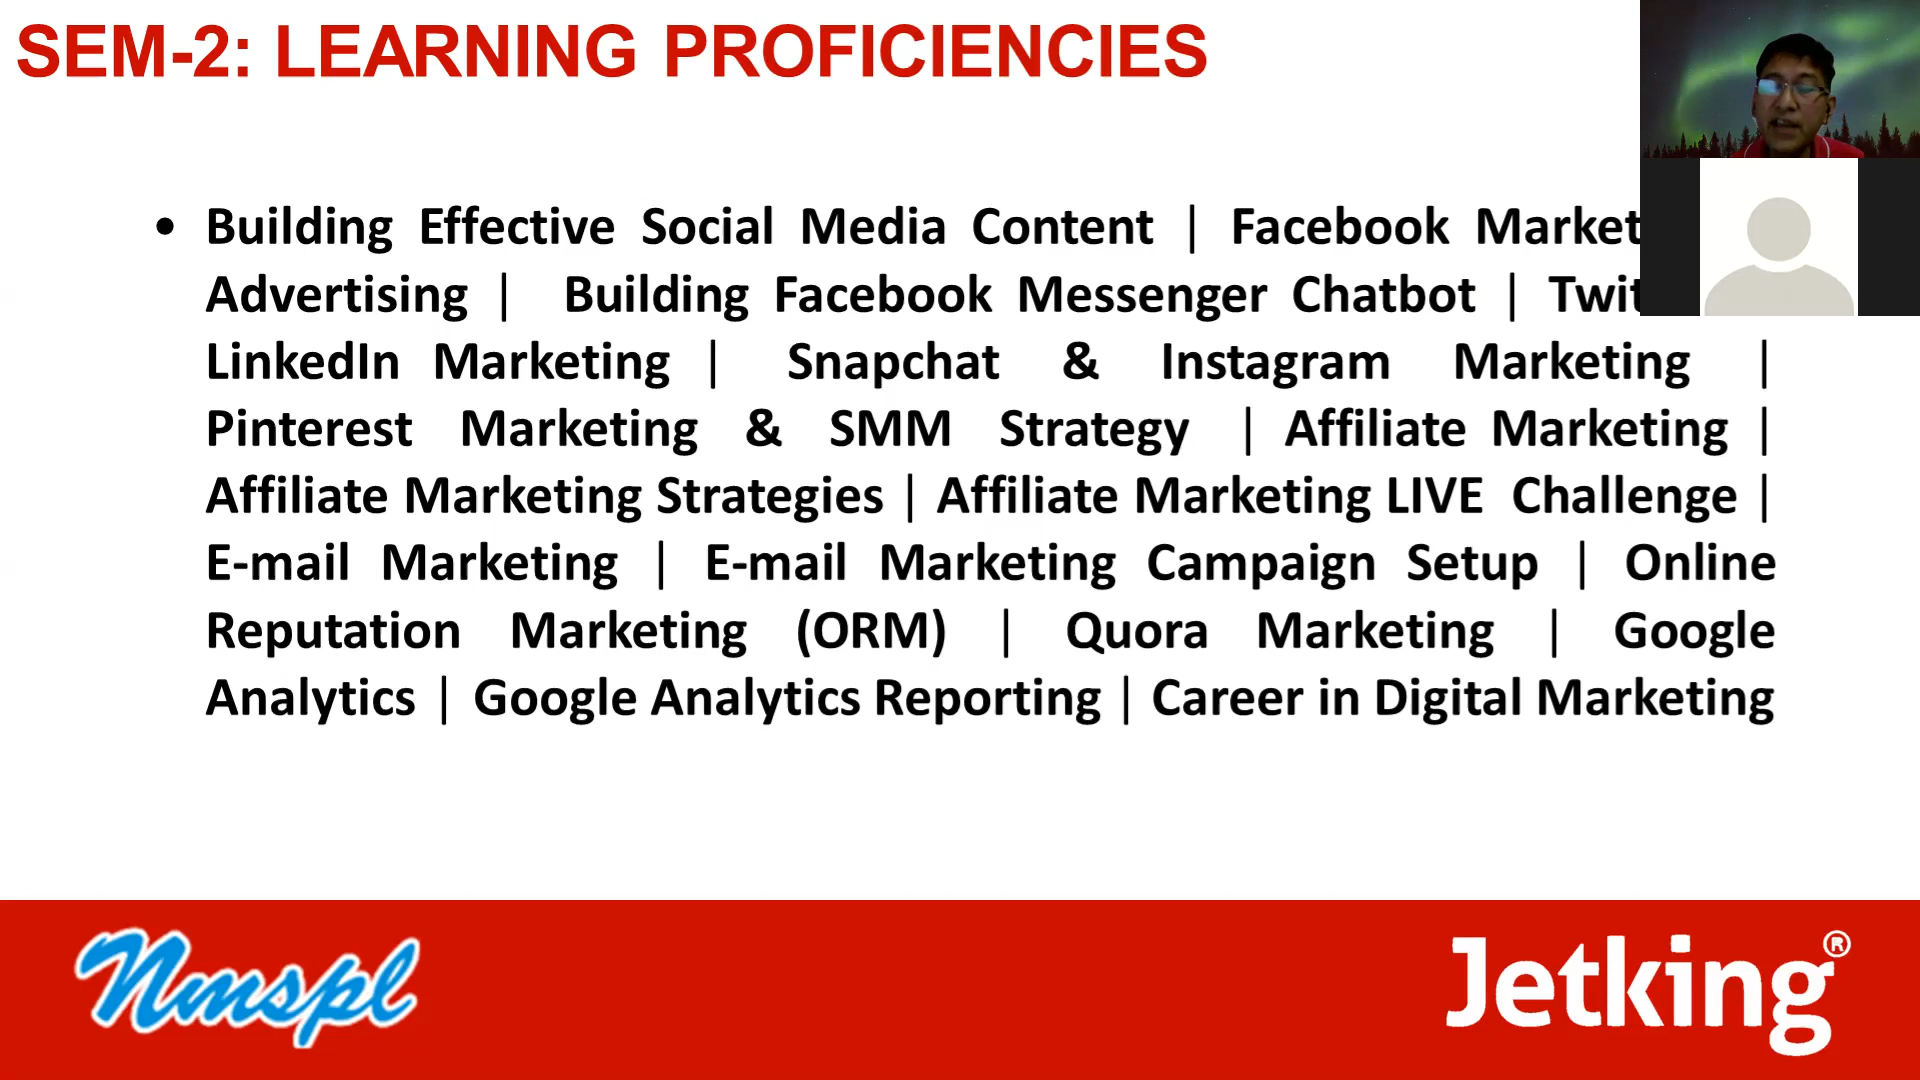 SEM-2: LEARNING PROFICIENCIES
• Building Effective Social Media Content | Facebook
Advertising | Building Facebook Messenger Chatbot |
LinkedIn Marketing | Snapchat & Instagram Marketing |
Pinterest Marketing & SMM Strategy | Affiliate Marketing |
Affiliate Marketing Strategies | Affiliate Marketing LIVE Challenge |
E-mail Marketing | E-mail Marketing Campaign Setup | Online
Reputation Marketing (ORM) | Quora Marketing | Google
Analytics | Google Analytics Reporting | Career in Digital Marketing
Nmspl
Jetking®